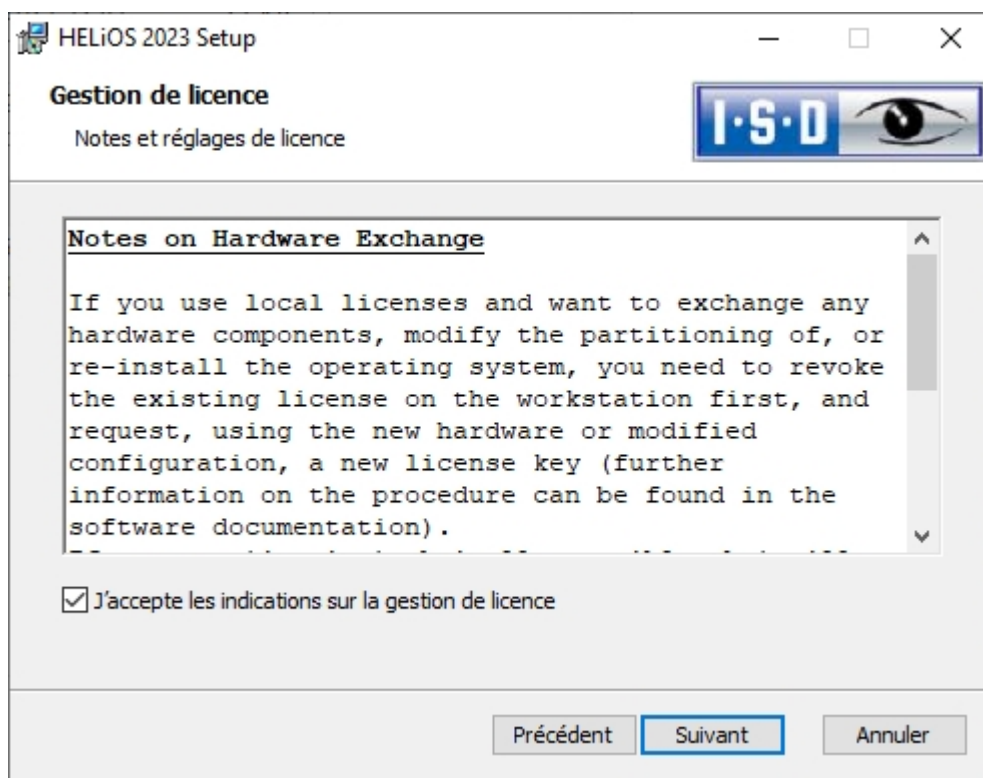 HELiOS 2023 Setup
Gestion de licence
Notes et réglages de licence
I·S·D
Notes on Hardware Exchange
If you use local licenses and want to exchange any
hardware components, modify the partitioning of, or
re-install the operating system, you need to revoke
the existing license on the workstation first, and
request, using the new hardware or modified
configuration, a new license key (further
information on the procedure can be found in the
software documentation).
J'accepte les indications sur la gestion de licence
Précédent
Suivant
Annuler